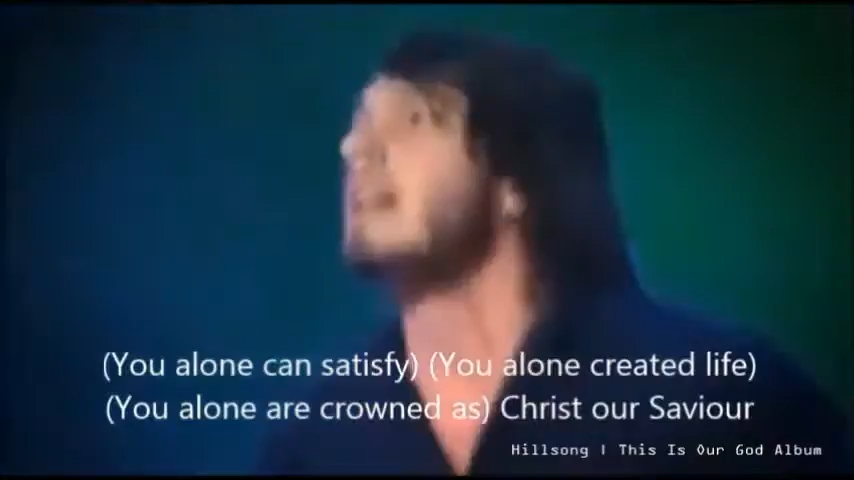 (You alone can satisfy) (You alone created life)
(You alone are crowned as) Christ our Saviour
Hillsong | This Is Our God Album